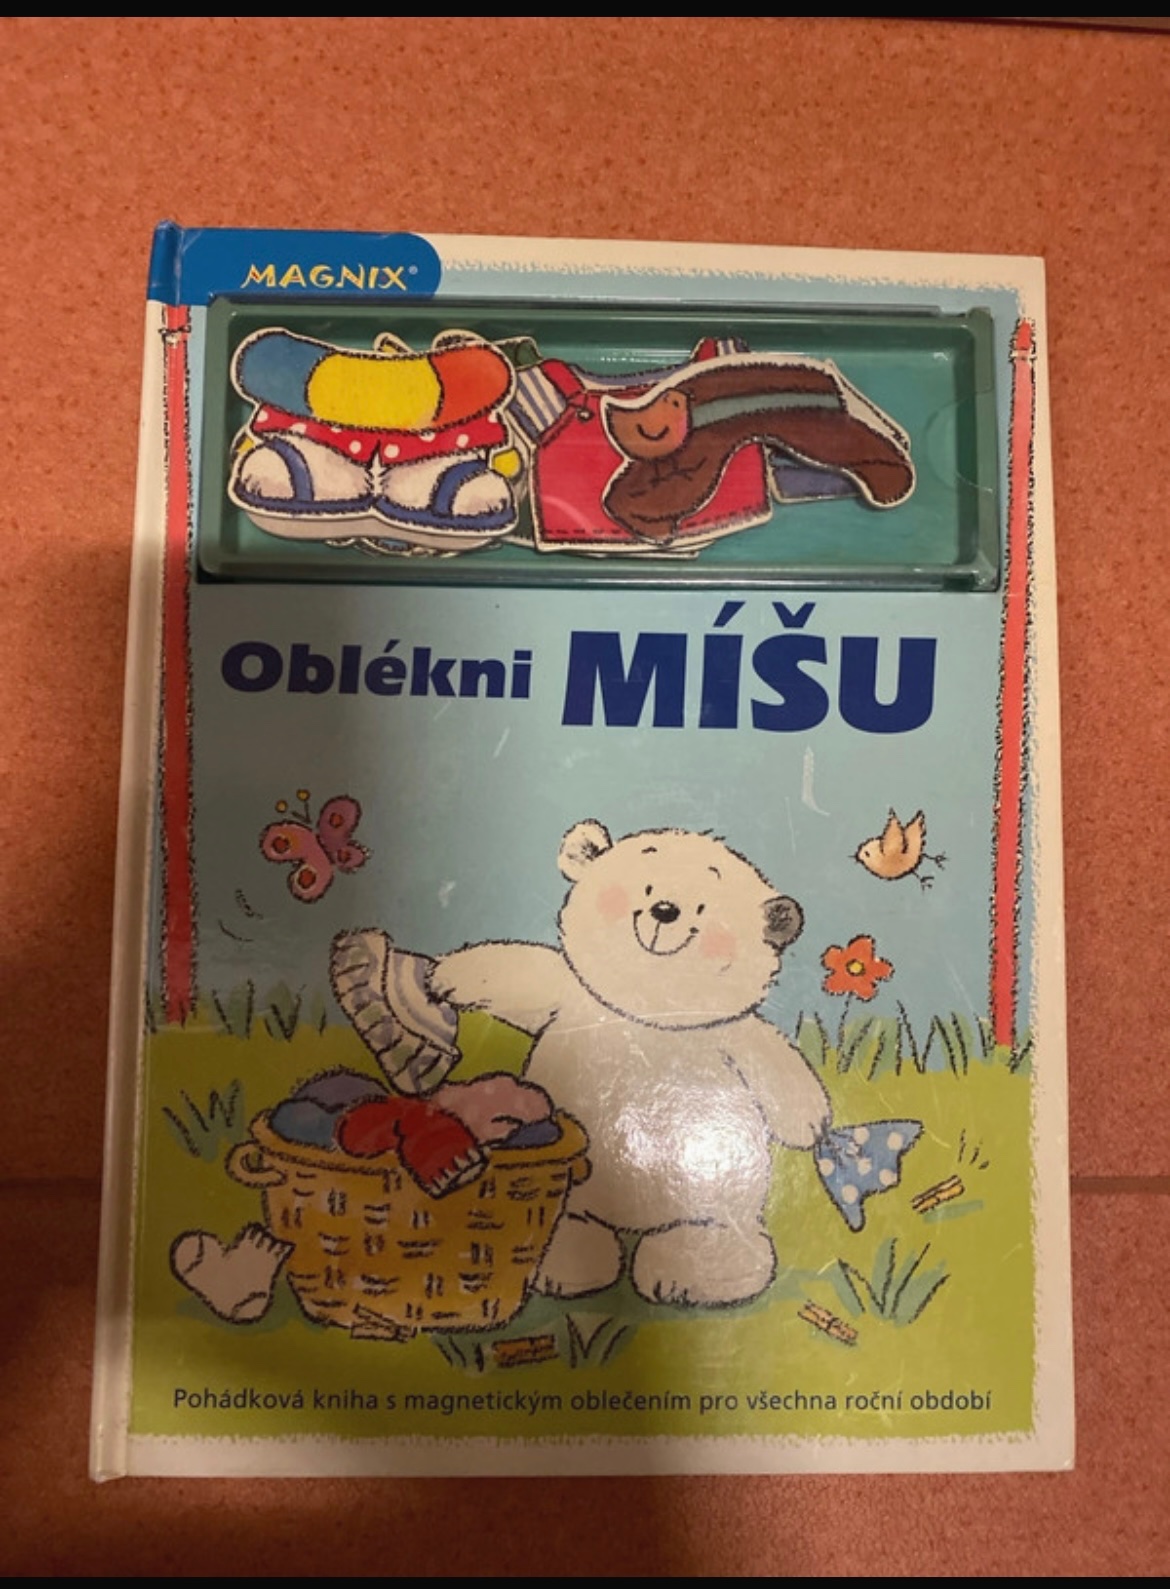 MAGNIX®
Oblékni MÍŠU
Pohádková kniha s magnetickým oblečením pro všechna roční období